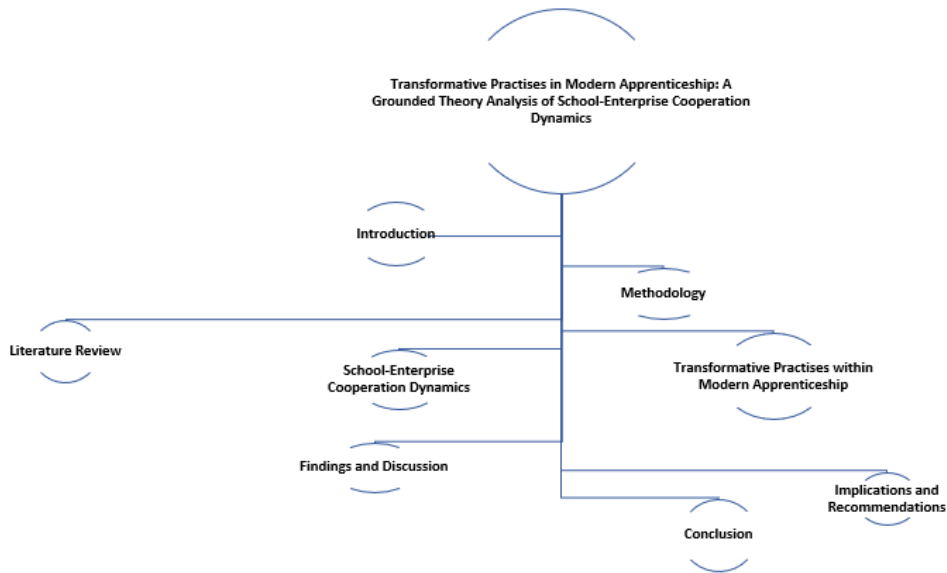 Transformative Practises in Modern Apprenticeship: A
Grounded Theory Analysis of School-Enterprise Cooperation
Dynamics
Introduction
Methodology
Literature Review
School-Enterprise
Cooperation Dynamics
Transformative Practises within
Modern Apprenticeship
Findings and Discussion
Implications and
Recommendations
Conclusion